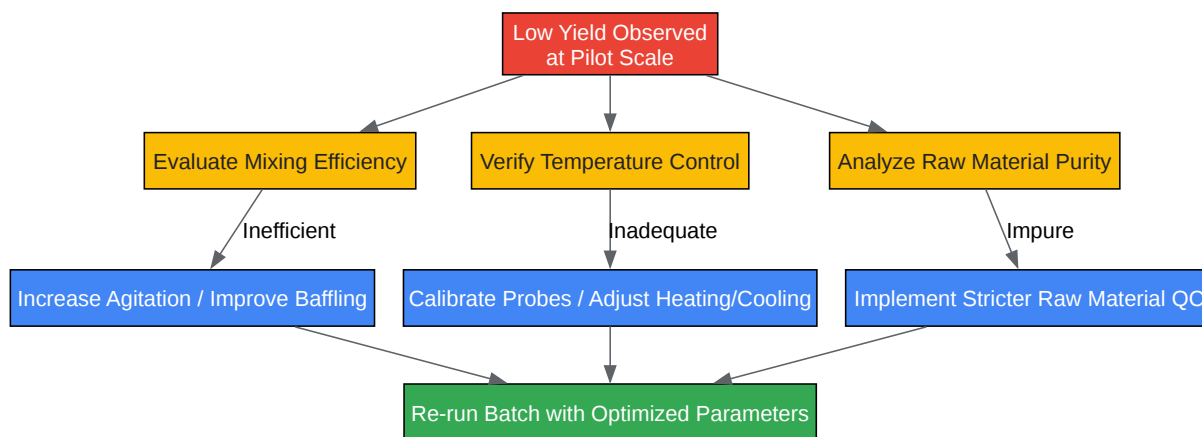 Low Yield Observed
at Pilot Scale
Evaluate Mixing Efficiency
Verify Temperature Control
Analyze Raw Material Purity
Inefficient
Inadequate
Impure
Increase Agitation / Improve Baffling
Calibrate Probes / Adjust Heating/Cooling
Implement Stricter Raw Material QC
Re-run Batch with Optimized Parameters